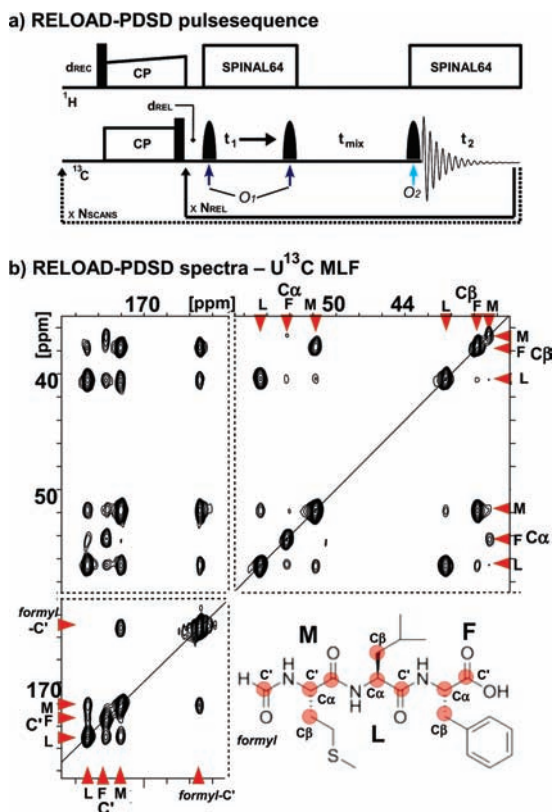 a) RELOAD-PDSD pulsesequence
dREC
CP
SPINAL64
SPINAL64
1H
dREL
CP
t1
tmix
t2
13C
O1
O2
x NSCANS
x NREL
b) RELOAD-PDSD spectra – U13C MLF
170 [ppm]
Cα
L F M
50
44
Cβ
L F M
[ppm]
40
50
M
F Cβ
L
M
F Cα
L
formyl
-C'
170
M
C' F
L
L F M
C'
formyl-C'
M
F
L
formyl
H
C'
O
H
N
C'
Cα
Cβ
S
O
N
H
Cβ
Cα
C'
O
H
N
O
C'
OH
Cα
Cβ